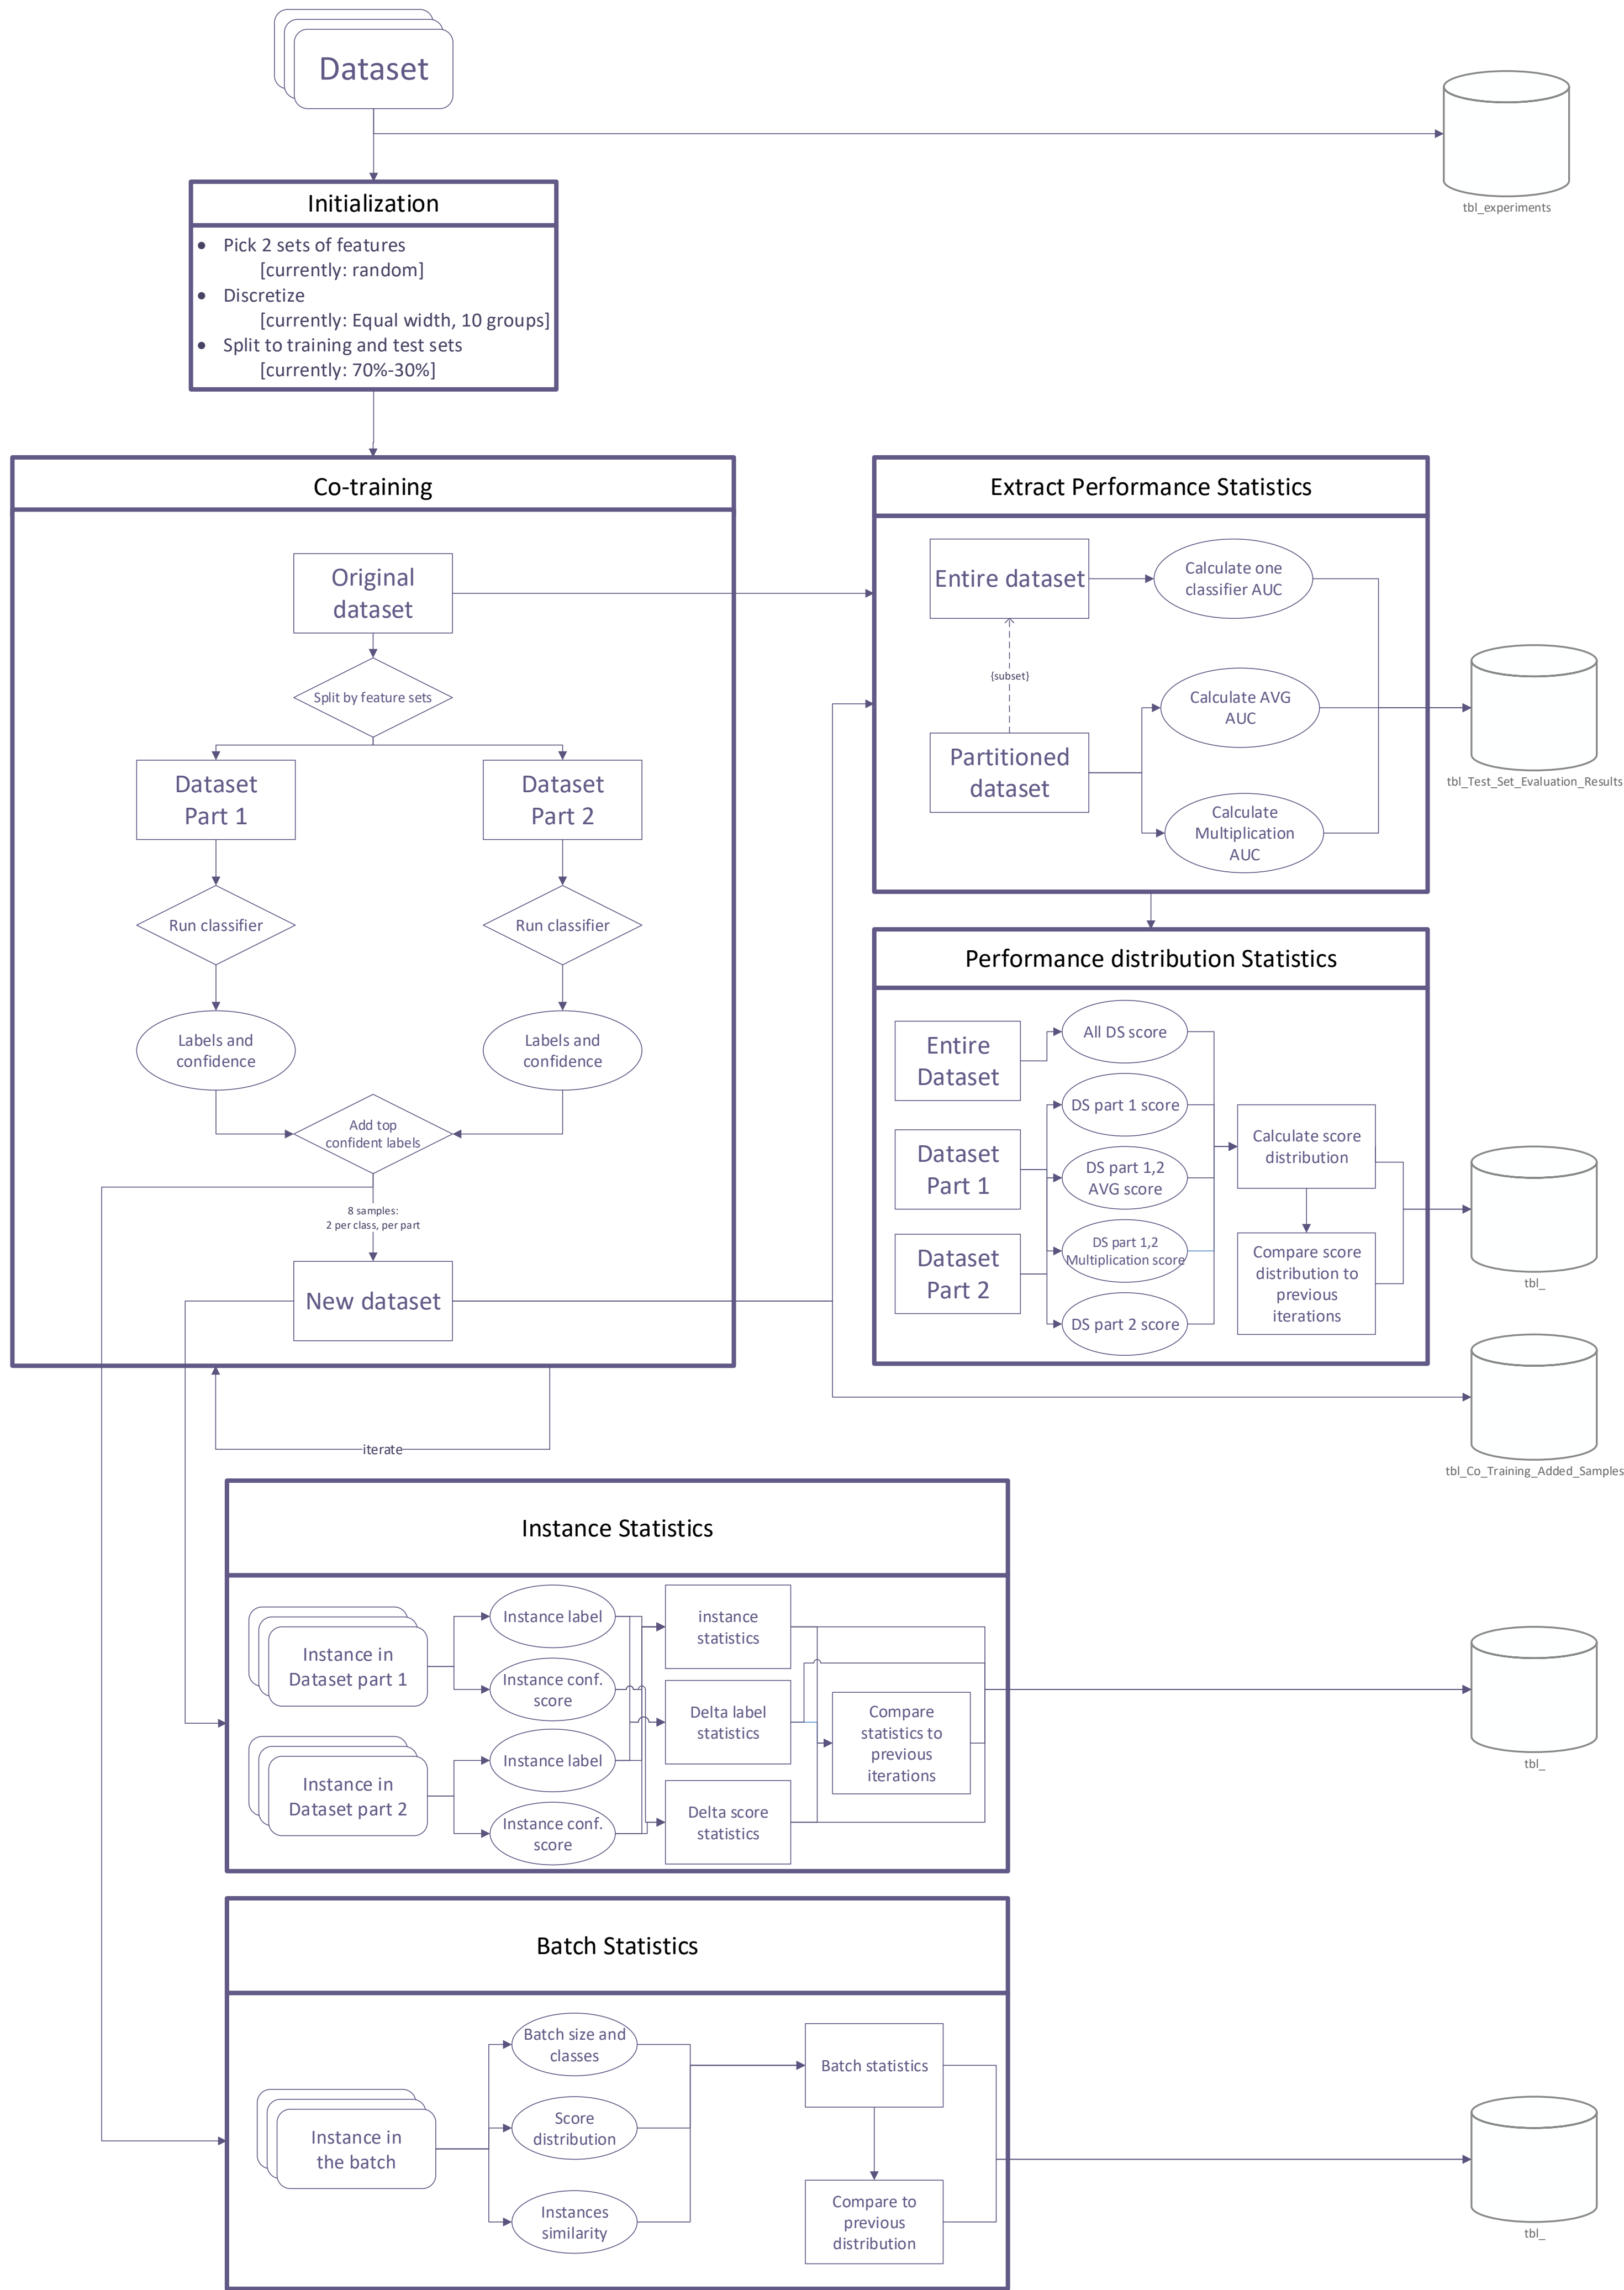 Dataset
tbl_experiments
Initialization
• Pick 2 sets of features
[currently: random]
• Discretize
[currently: Equal width, 10 groups]
• Split to training and test sets
[currently: 70%-30%]
Co-training
Original
dataset
Split by feature sets
Dataset
Part 1
Dataset
Part 2
Run classifier
Run classifier
Labels and
confidence
Labels and
confidence
Add top
confident labels
8 samples:
2 per class, per part
New dataset
iterate
Extract Performance Statistics
Entire dataset
Calculate one
classifier AUC
{subset}
Calculate AVG
AUC
Partitioned
dataset
Calculate
Multiplication
AUC
tbl_Test_Set_Evaluation_Results
Performance distribution Statistics
Entire
Dataset
All DS score
DS part 1 score
Dataset
Part 1
DS part 1,2
AVG score
DS part 1,2
Multiplication score
Dataset
Part 2
DS part 2 score
Calculate score
distribution
Compare score
distribution to
previous
iterations
tbl_
tbl_Co_Training_Added_Samples
Instance Statistics
Instance in
Dataset part 1
Instance label
Instance conf.
score
Instance in
Dataset part 2
Instance label
Instance conf.
score
instance
statistics
Delta label
statistics
Delta score
statistics
Compare
statistics to
previous
iterations
tbl_
Batch Statistics
Instance in
the batch
Batch size and
classes
Score
distribution
Instances
similarity
Batch statistics
Compare to
previous
distribution
tbl_